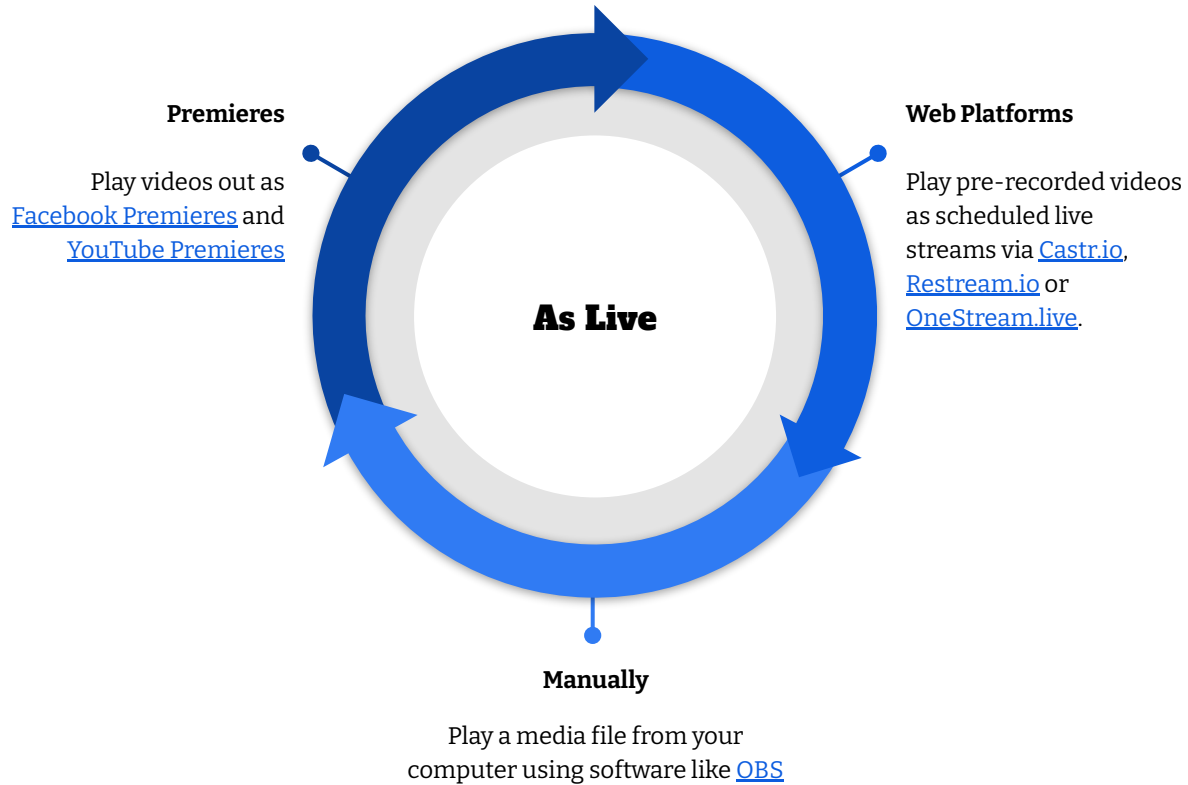 Premieres
Play videos out as
Facebook Premieres and
YouTube Premieres
Web Platforms
Play pre-recorded videos
as scheduled live
streams via Castr.io,
Restream.io or
OneStream.live.
As Live
Manually
Play a media file from your
computer using software like OBS